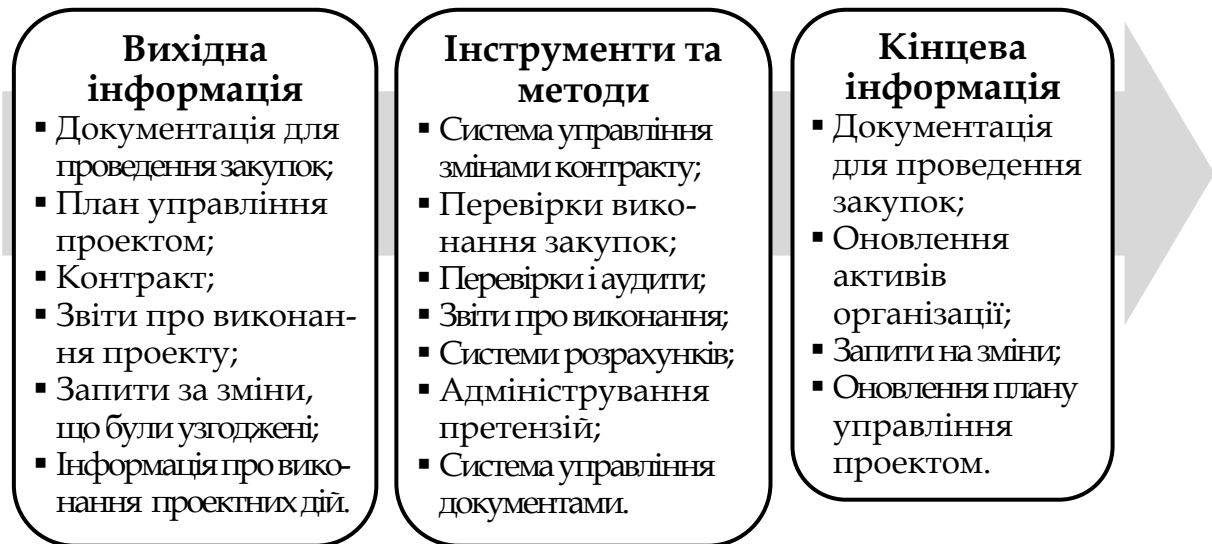 Вихідна
інформація
▪ Документація для
проведення закупок;
▪ План управління
проектом;
▪ Контракт;
▪ Звіти про виконан-
ня проекту;
▪ Запити за зміни,
що були узгоджені;
▪ Інформація про вико-
нання проектних дій.
Інструменти та
методи
▪ Система управління
змінами контракту;
▪ Перевірки вико-
нання закупок;
▪ Перевірки і аудити;
▪ Звіти про виконання;
▪ Системи розрахунків;
▪ Адміністрування
претензій;
▪ Система управління
документами.
Кінцева
інформація
▪ Документація
для проведення
закупок;
▪ Оновлення
активів
організації;
▪ Запити на зміни;
▪ Оновлення плану
управління
проектом.